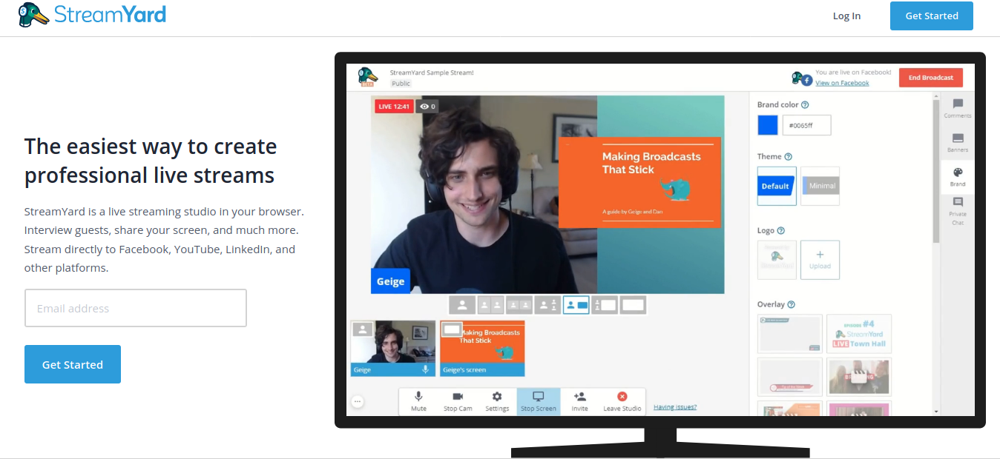 StreamYard
Log In
Get Started
The easiest way to create
professional live streams
StreamYard is a live streaming studio in your browser.
Interview guests, share your screen, and much more.
Stream directly to Facebook, YouTube, LinkedIn, and
other platforms.
Email address
Get Started
BETA
StreamYard Sample Stream!
Public
You are live on Facebook!
View on Facebook
End Broadcast
LIVE 12:41
0
Making Broadcasts
That Stick
A guide by Geige and Dan
Geige
Geige
Making Broadcasts
That Stick
Geige's screen
Mute
Stop Cam
Settings
Stop Screen
Invite
Leave Studio
Having issues?
Brand color
#0065ff
Theme
Default
Minimal
Logo
+
Upload
Overlay
EPISODE #4
StreamYard
LIVE Town Hall
Comments
Banners
Brand
Private
Chat